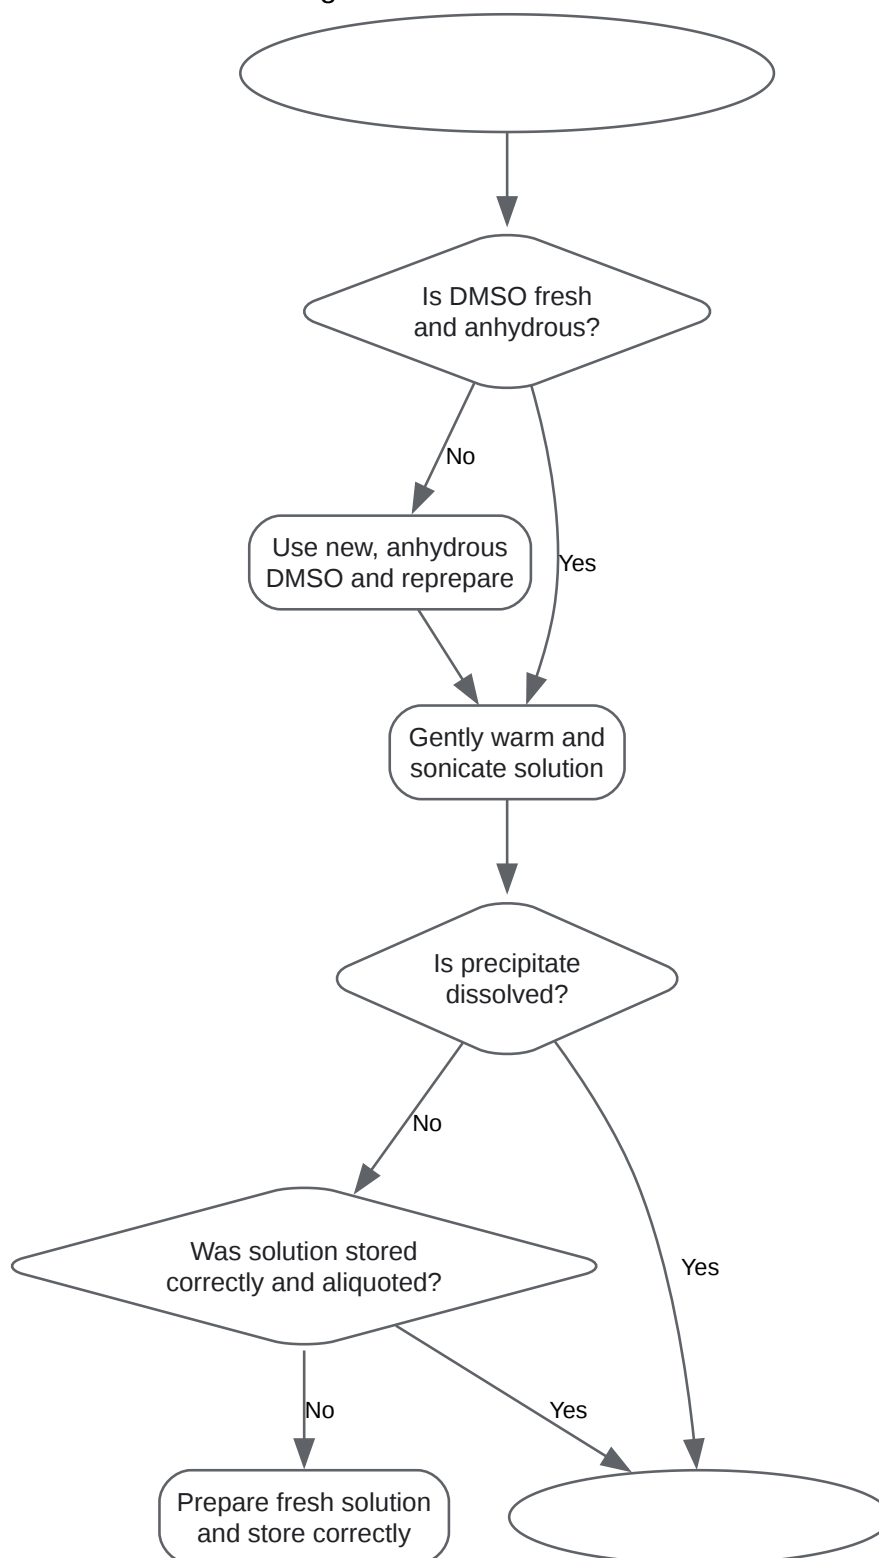 Is DMSO fresh
and anhydrous?
No
Use new, anhydrous
DMSO and reprepare
Yes
Gently warm and
sonicate solution
Is precipitate
dissolved?
No
Was solution stored
correctly and aliquoted?
Yes
No
Yes
Prepare fresh solution
and store correctly